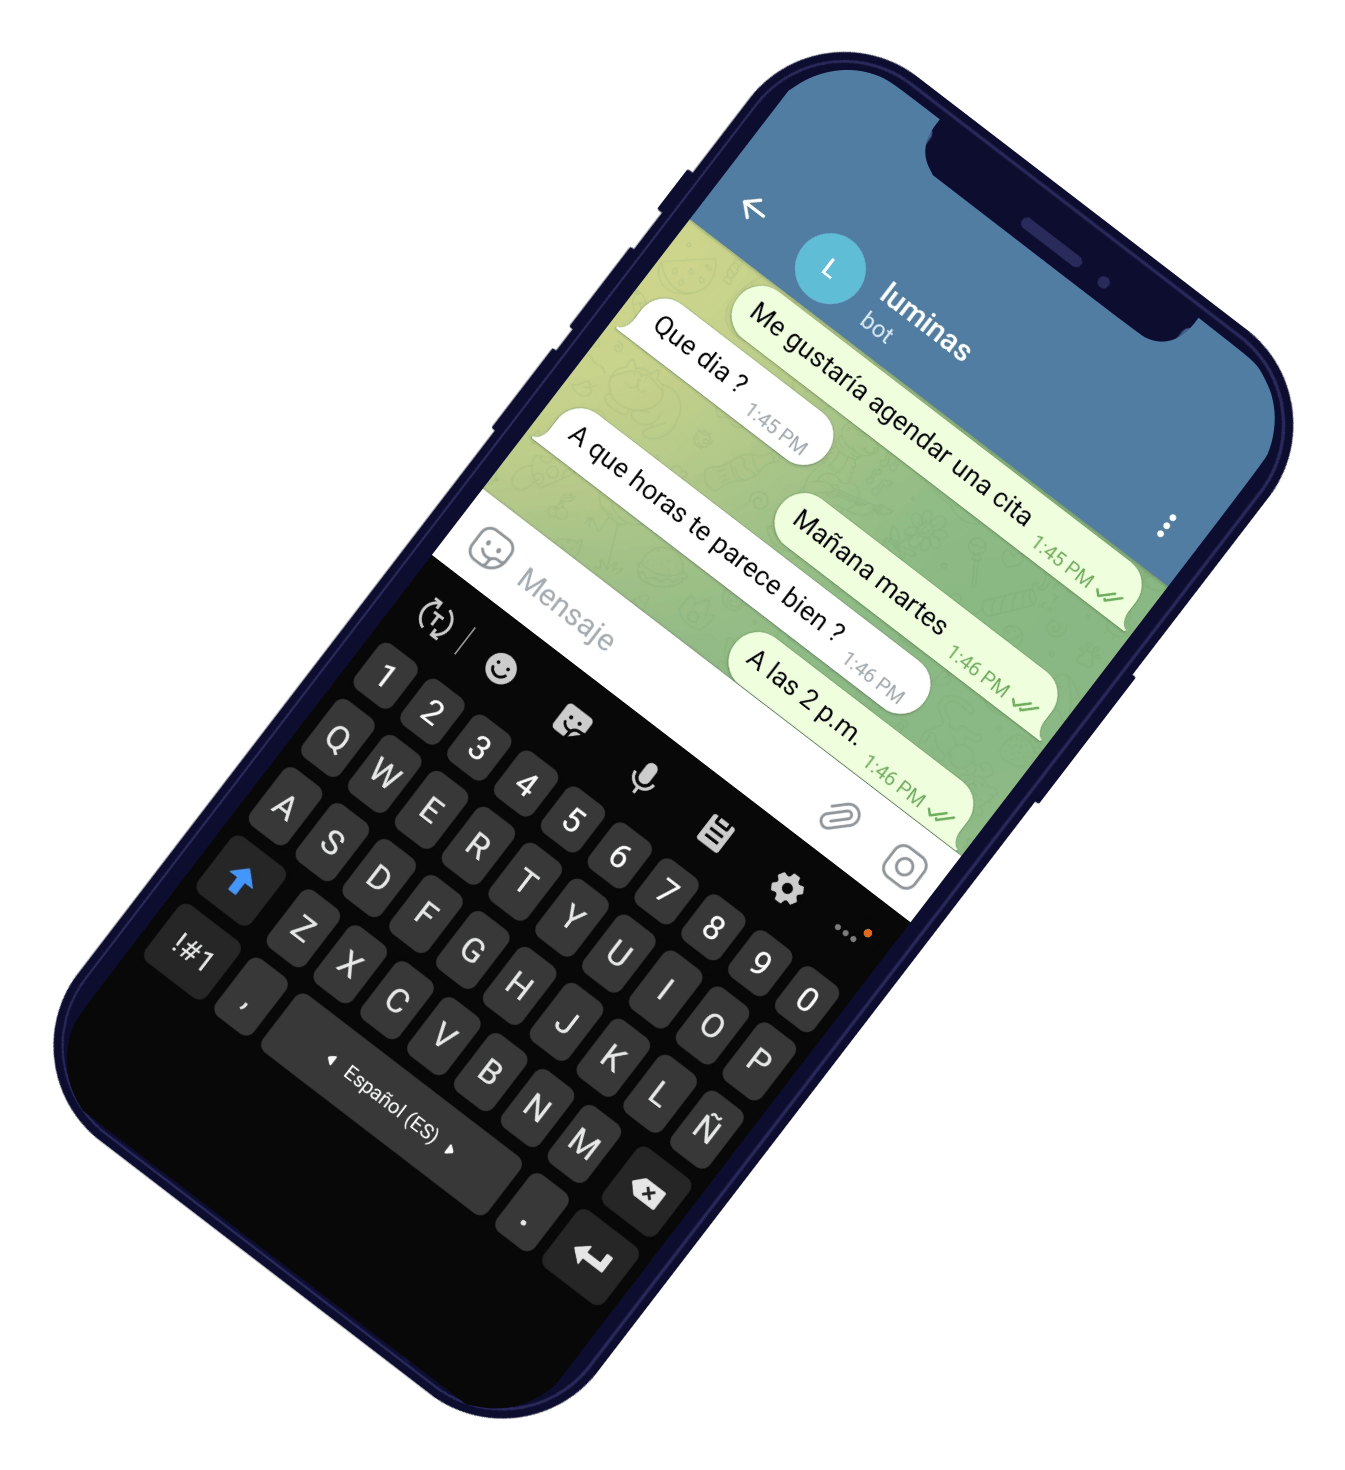 L
luminas
bot
Me gustaría agendar una cita
1:45 PM
Que dia ?
1:45 PM
Mañana martes
1:46 PM
A que horas te parece bien ?
1:46 PM
A las 2 p.m.
1:46 PM
Mensaje
T
1 2 3 4 5 6 7 8 9 0
Q W E R T Y U I O P
A S D F G H J K L Ñ
Z X C V B N M
!#1 , Español (ES) .